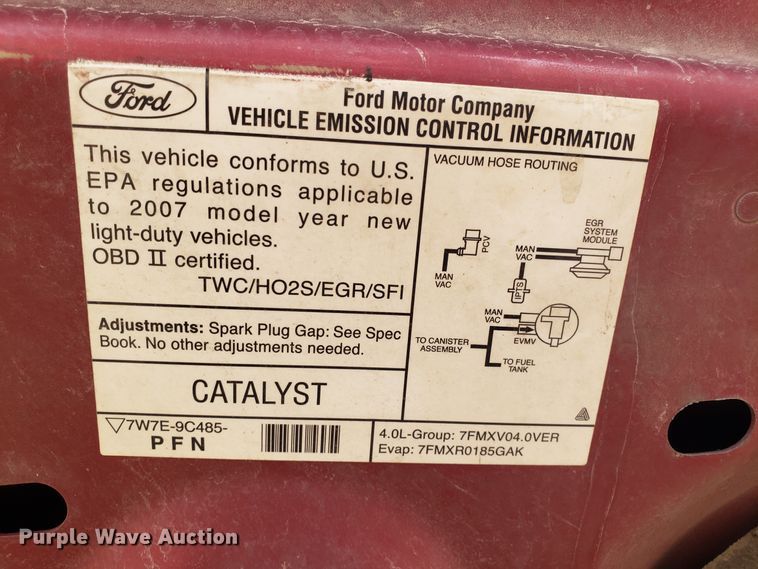 Ford
Ford Motor Company
VEHICLE EMISSION CONTROL INFORMATION
This vehicle conforms to U.S.
EPA regulations applicable
to 2007 model year new
light-duty vehicles.
OBD II certified.
TWC/HO2S/EGR/SFI
Adjustments: Spark Plug Gap: See Spec
Book. No other adjustments needed.
CATALYST
7W7E-9C485-
PFN
VACUUM HOSE ROUTING
EGR
SYSTEM
MODULE
PCV
MAN
VAC
MAN
VAC
IPTS
MAN
VAC
EVMV
TO CANISTER
ASSEMBLY
TO FUEL
TANK
4.0L-Group: 7FMXV04.0VER
Evap: 7FMXR0185GAK
Purple Wave Auction